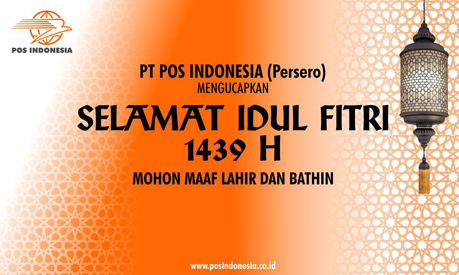 POS INDONESIA
PT POS INDONESIA (Persero)
MENGUCAPKAN
SELAMAT IDUL FITRI
1439 H
MOHON MAAF LAHIR DAN BATHIN
www.posindonesia.co.id